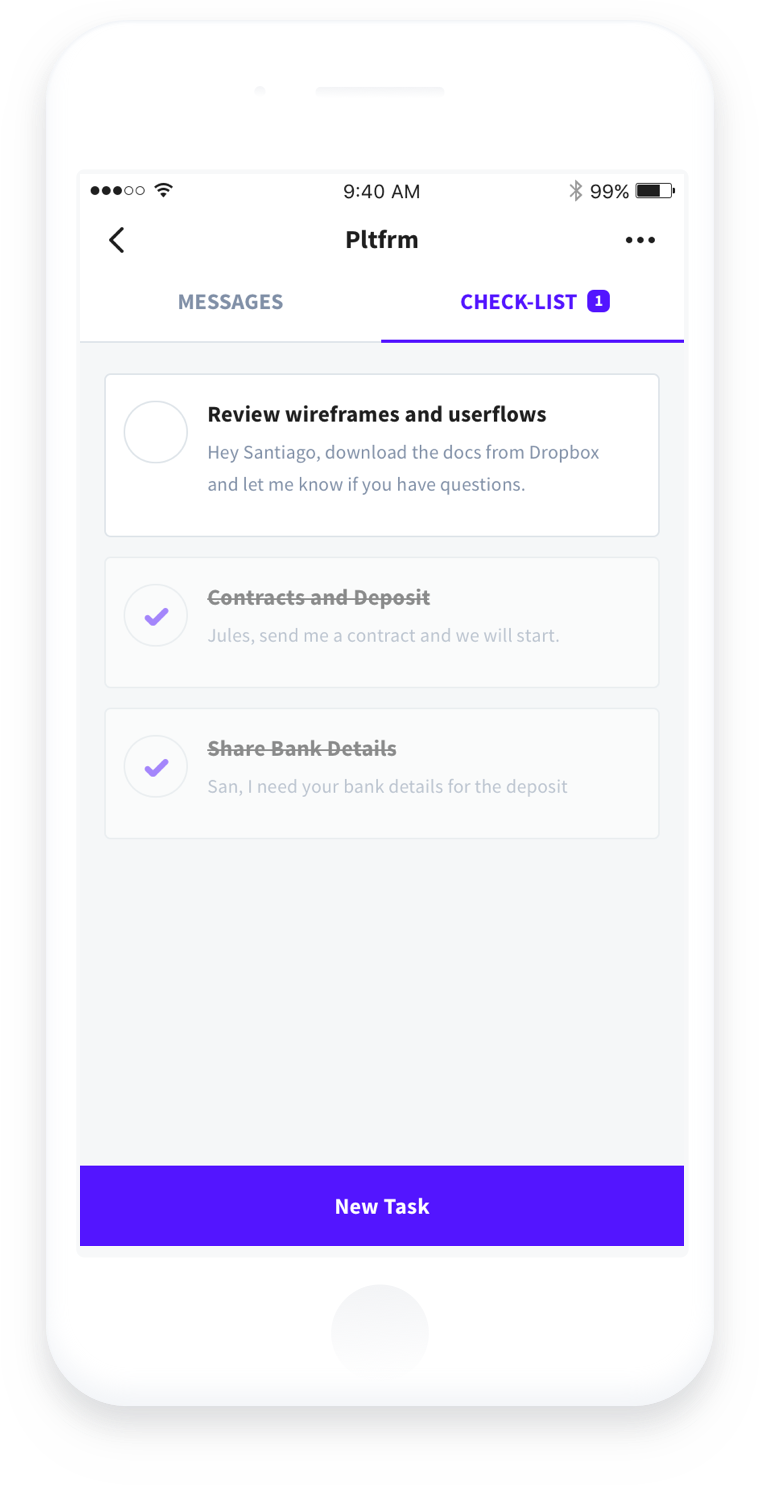 9:40 AM
99%
Pltfrm
MESSAGES
CHECK-LIST 1
Review wireframes and userflows
Hey Santiago, download the docs from Dropbox
and let me know if you have questions.
Contracts and Deposit
Jules, send me a contract and we will start.
Share Bank Details
San, I need your bank details for the deposit
New Task